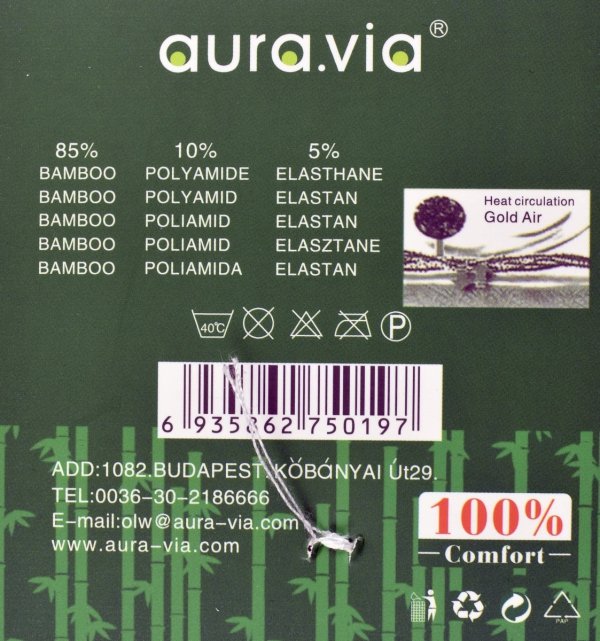 aura.via®
85% 10% 5%
BAMBOO POLYAMIDE ELASTHANE
BAMBOO POLYAMID ELASTAN
BAMBOO POLIAMID ELASTAN
BAMBOO POLIAMID ELASZTANE
BAMBOO POLIAMIDA ELASTAN
Heat circulation
Gold Air
40℃ P
6 935862 750197
ADD:1082.BUDAPEST.KÖBÁNYAI Út29.
TEL:0036-30-2186666
E-mail:olw@aura-via.com
www.aura-via.com
100%
Comfort
PAP